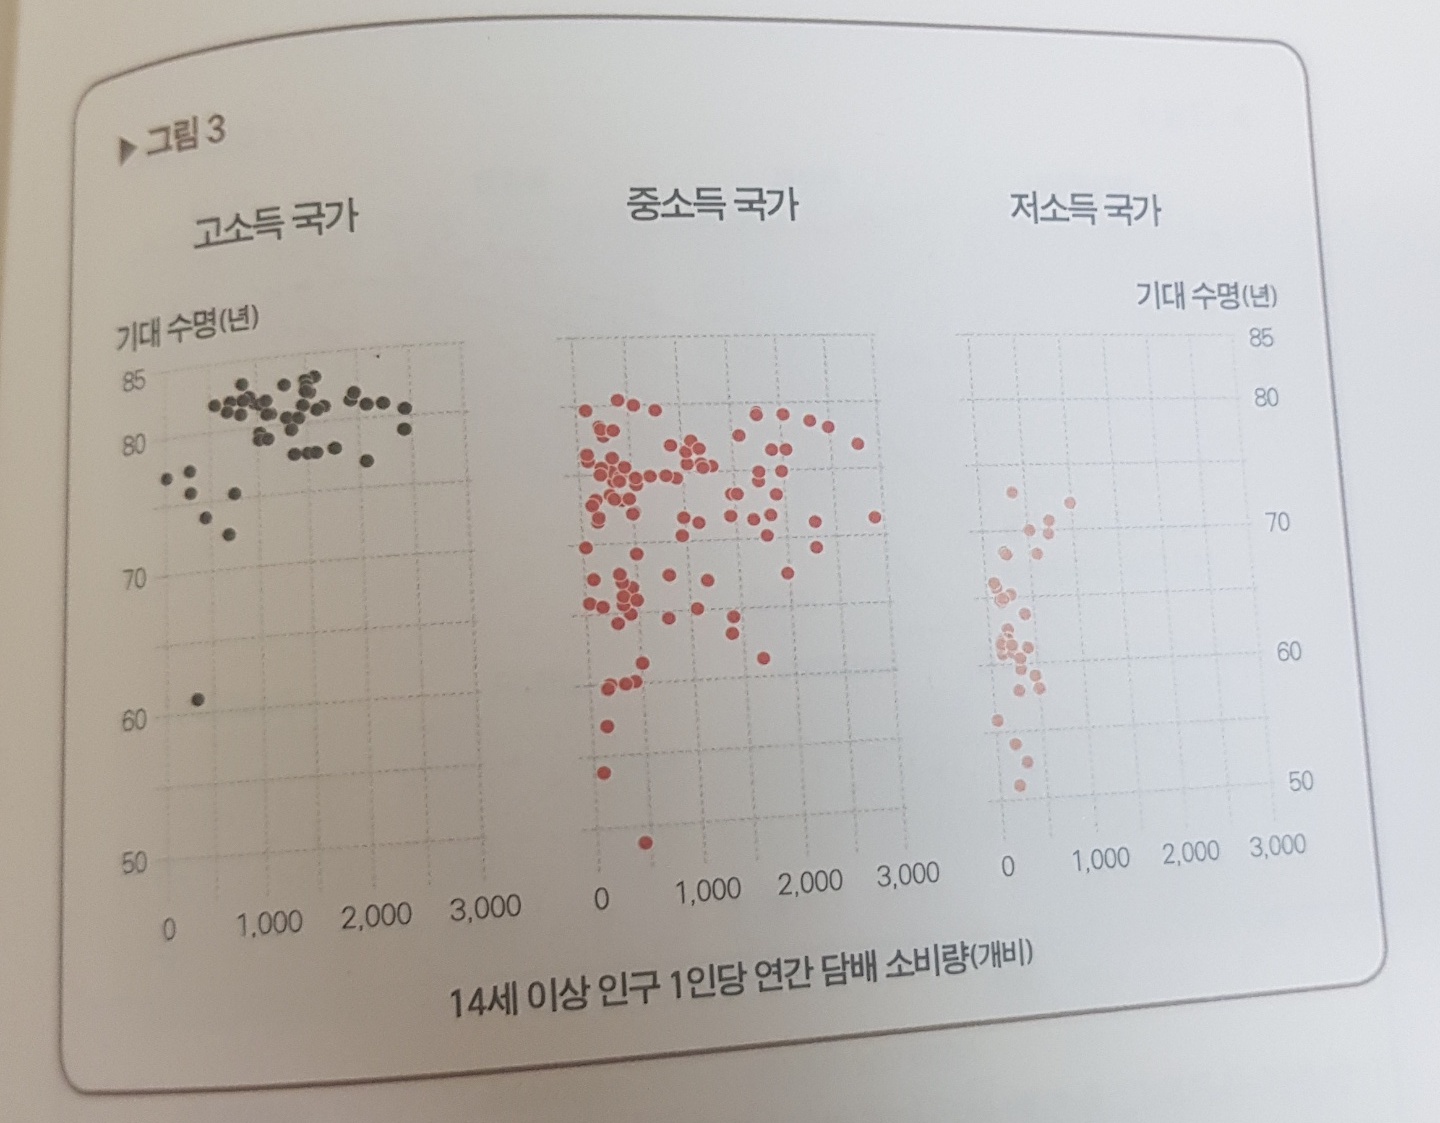 ▶ 그림 3
고소득 국가
중소득 국가
저소득 국가
기대 수명(년)
기대 수명(년)
85
80
70
60
50
85
80
70
60
50
0 1,000 2,000 3,000
0 1,000 2,000 3,000
0 1,000 2,000 3,000
14세 이상 인구 1인당 연간 담배 소비량(개비)